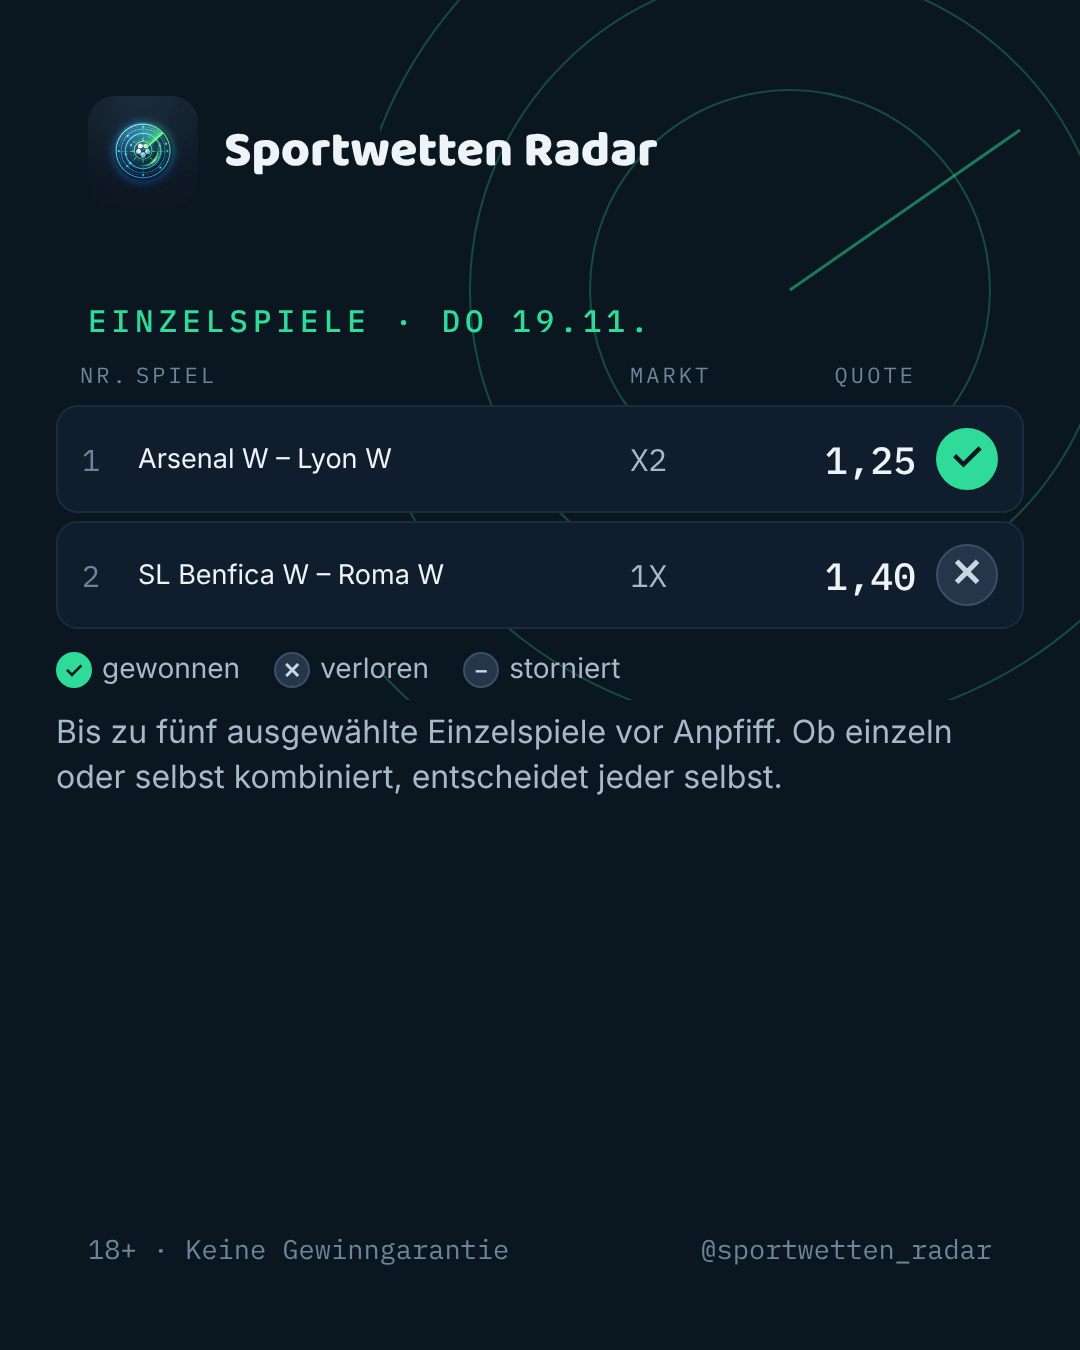 Sportwetten Radar
EINZELSPIELE · DO 19.11.
NR. SPIEL MARKT QUOTE
1 Arsenal W – Lyon W X2 1,25
2 SL Benfica W – Roma W 1X 1,40
gewonnen verloren storniert
Bis zu fünf ausgewählte Einzelspiele vor Anpfiff. Ob einzeln
oder selbst kombiniert, entscheidet jeder selbst.
18+ · Keine Gewinngarantie @sportwetten_radar